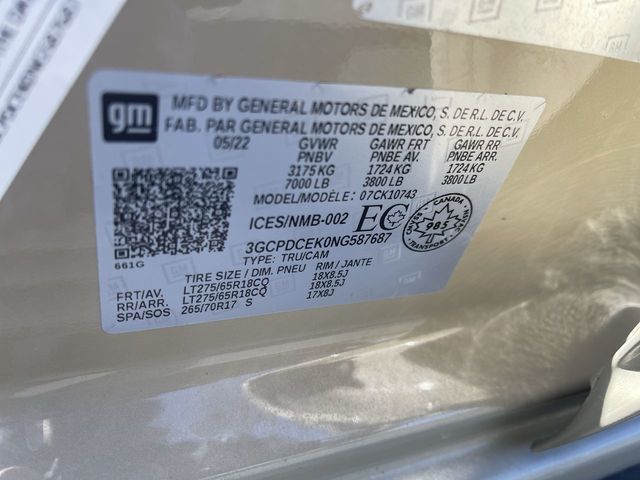 gm
MFD BY GENERAL MOTORS DE MEXICO, S. DE R.L. DE C.V.
FAB. PAR GENERAL MOTORS DE MEXICO, S. DE R.L. DE C.V.
05/22 GVWR GAWR FRT GAWR RR
PNBV PNBE AV. PNBE ARR.
3175 KG 1724 KG 1724 KG
7000 LB 3800 LB 3800 LB
MODEL/MODÈLE: 07CK10743
ICES/NMB-002 EC
CANADA
985
TRANSPORT
3GCPDCEK0NG587687
661G
TYPE: TRU/CAM
TIRE SIZE / DIM. PNEU RIM / JANTE
FRT/AV. LT275/65R18CQ 18X8.5J
RR/ARR. LT275/65R18CQ 18X8.5J
SPA/SOS 265/70R17 S 17X8J